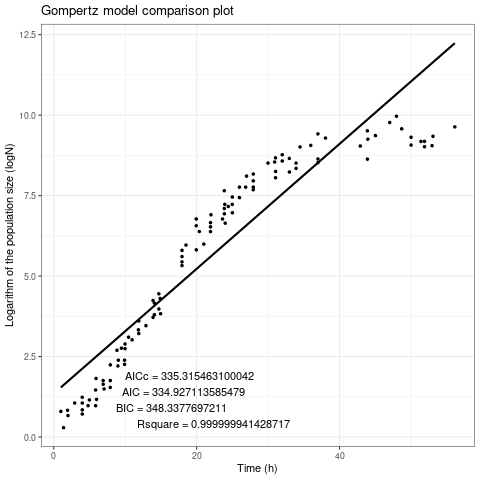 Gompertz model comparison plot
12.5
10.0
7.5
5.0
2.5
0.0
Logarithm of the population size (logN)
AICc = 335.315463100042
AIC = 334.927113585479
BIC = 348.3377697211
Rsquare = 0.999999941428717
0 20 40
Time (h)